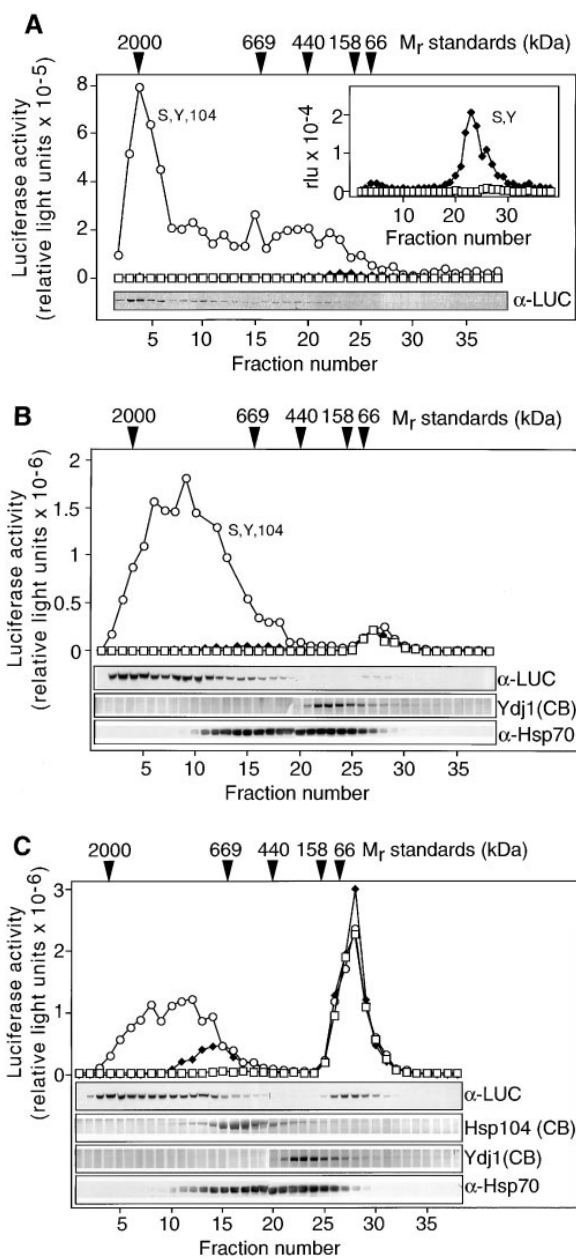 A
2000 669 440 158 66 Mr standards (kDa)
Luciferase activity
(relative light units x 10-5)
8
6
4
2
0
S,Y,104
rlu x 10-4
2
1
0
S,Y
10 20 30
Fraction number
α-LUC
5 10 15 20 25 30 35
Fraction number
B
2000 669 440 158 66 Mr standards (kDa)
Luciferase activity
(relative light units x 10-6)
2
1.5
1
0.5
0
S,Y,104
α-LUC
Ydj1(CB)
α-Hsp70
5 10 15 20 25 30 35
Fraction number
C
2000 669 440 158 66 Mr standards (kDa)
Luciferase activity
(relative light units x 10-6)
3
2
1
0
α-LUC
Hsp104 (CB)
Ydj1(CB)
α-Hsp70
5 10 15 20 25 30 35
Fraction number